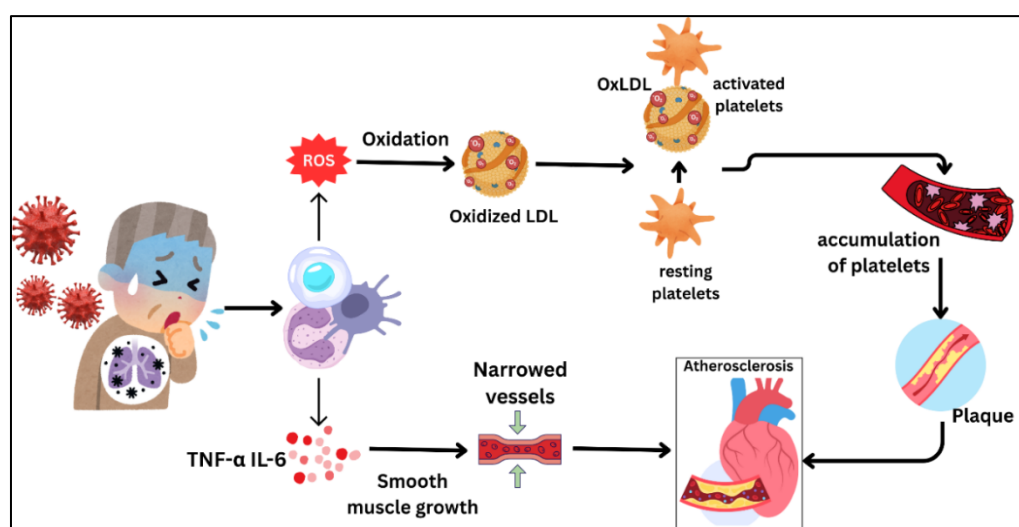 ROS
Oxidation
Oxidized LDL
OxLDL
activated
platelets
resting
platelets
accumulation
of platelets
Plaque
TNF-α IL-6
Smooth
muscle growth
Narrowed
vessels
Atherosclerosis